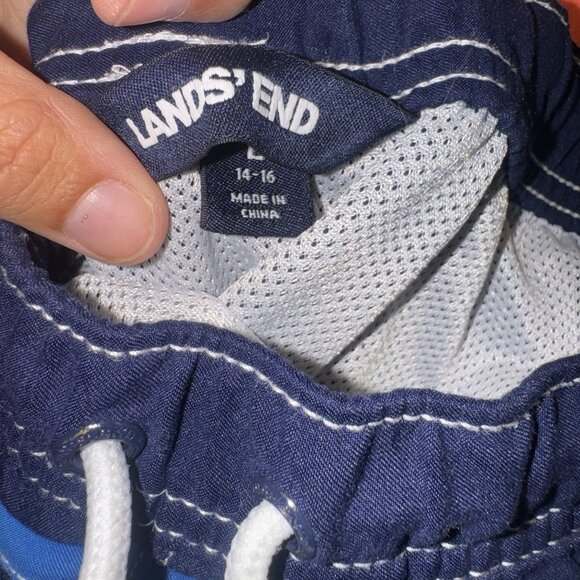 LANDS' END
L
14-16
MADE IN
CHINA